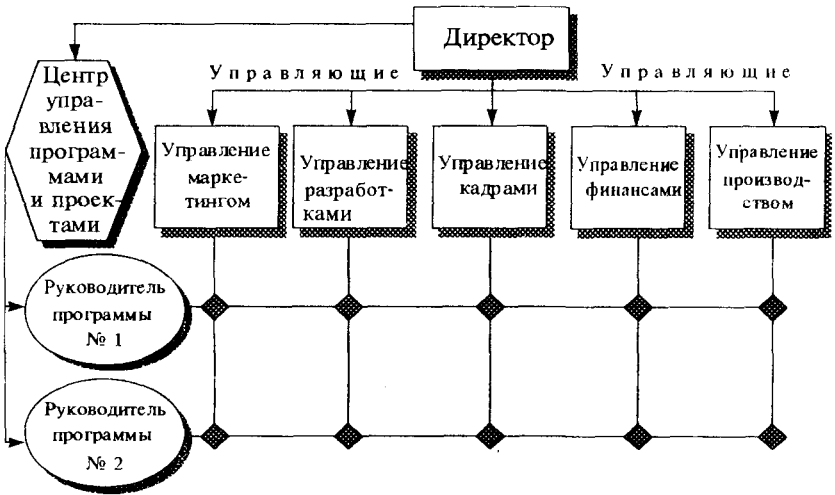 Директор
Управляющие Управляющие
Центр
управ-
вления
програм-
мами
и проек-
тами
Управление
марке-
тингом
Управление
разработ-
ками
Управление
кадрами
Управление
финансами
Управление
производ-
ством
Руководитель
программы
№ 1
Руководитель
программы
№ 2